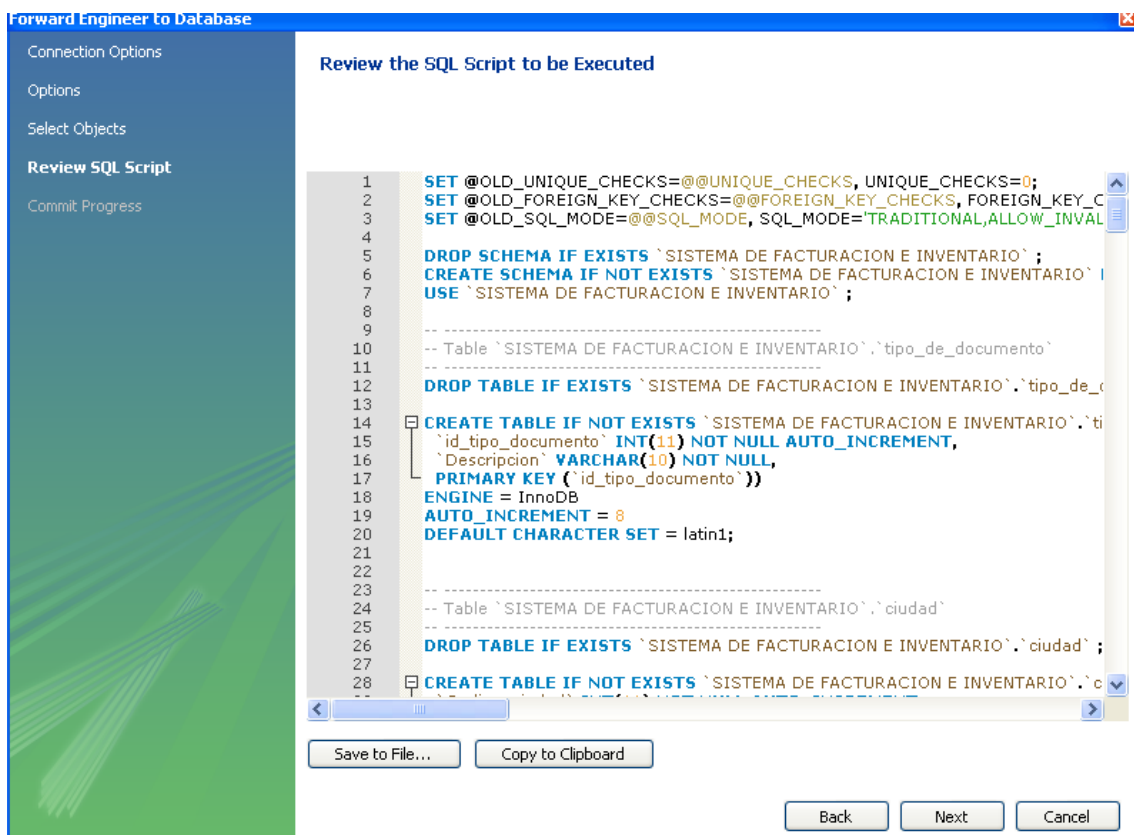 Forward Engineer to Database
Connection Options
Options
Select Objects
Review SQL Script
Commit Progress
Review the SQL Script to be Executed
1 SET @OLD_UNIQUE_CHECKS=@@UNIQUE_CHECKS, UNIQUE_CHECKS=0;
2 SET @OLD_FOREIGN_KEY_CHECKS=@@FOREIGN_KEY_CHECKS, FOREIGN_KEY_C
3 SET @OLD_SQL_MODE=@@SQL_MODE, SQL_MODE='TRADITIONAL,ALLOW_INVAL
4
5 DROP SCHEMA IF EXISTS `SISTEMA DE FACTURACION E INVENTARIO` ;
6 CREATE SCHEMA IF NOT EXISTS `SISTEMA DE FACTURACION E INVENTARIO`
7 USE `SISTEMA DE FACTURACION E INVENTARIO` ;
8
9 -- -----------------------------------------------------
10 -- Table `SISTEMA DE FACTURACION E INVENTARIO`.`tipo_de_documento`
11 -- -----------------------------------------------------
12 DROP TABLE IF EXISTS `SISTEMA DE FACTURACION E INVENTARIO`.`tipo_de_
13
14 CREATE TABLE IF NOT EXISTS `SISTEMA DE FACTURACION E INVENTARIO`.`ti
15 `id_tipo_documento` INT(11) NOT NULL AUTO_INCREMENT,
16 `Descripcion` VARCHAR(10) NOT NULL,
17 PRIMARY KEY (`id_tipo_documento`))
18 ENGINE = InnoDB
19 AUTO_INCREMENT = 8
20 DEFAULT CHARACTER SET = latin1;
21
22
23 -- -----------------------------------------------------
24 -- Table `SISTEMA DE FACTURACION E INVENTARIO`.`ciudad`
25 -- -----------------------------------------------------
26 DROP TABLE IF EXISTS `SISTEMA DE FACTURACION E INVENTARIO`.`ciudad` ;
27
28 CREATE TABLE IF NOT EXISTS `SISTEMA DE FACTURACION E INVENTARIO`.`c
Save to File...
Copy to Clipboard
Back
Next
Cancel